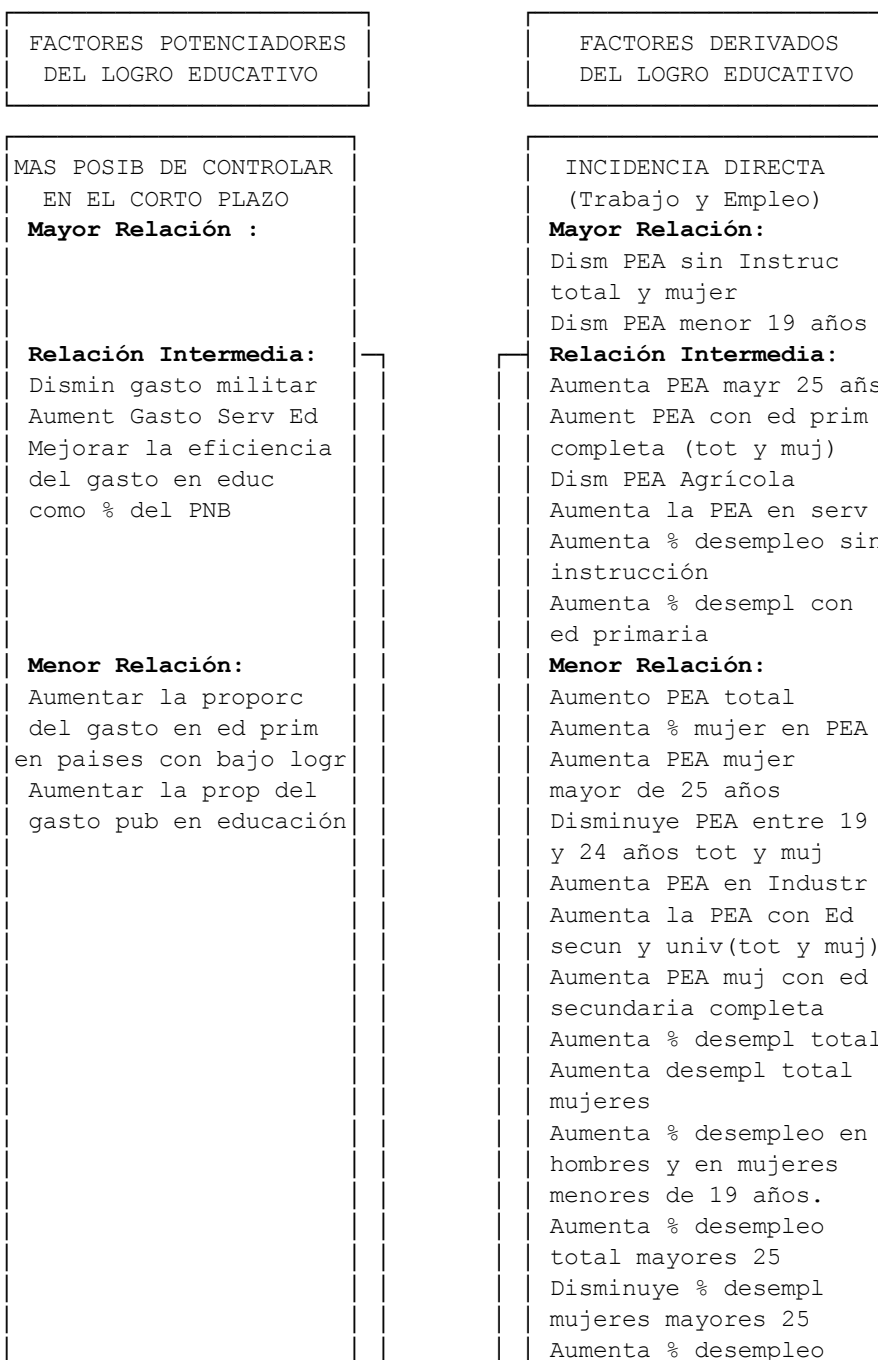 FACTORES POTENCIADORES
DEL LOGRO EDUCATIVO
MAS POSIB DE CONTROLAR
EN EL CORTO PLAZO
Mayor Relación :
Relación Intermedia:
Dismin gasto militar
Aument Gasto Serv Ed
Mejorar la eficiencia
del gasto en educ
como % del PNB
Menor Relación:
Aumentar la proporc
del gasto en ed prim
en paises con bajo logr
Aumentar la prop del
gasto pub en educación
FACTORES DERIVADOS
DEL LOGRO EDUCATIVO
INCIDENCIA DIRECTA
(Trabajo y Empleo)
Mayor Relación:
Dism PEA sin Instruc
total y mujer
Dism PEA menor 19 años
Relación Intermedia:
Aumenta PEA mayr 25 añs
Aument PEA con ed prim
completa (tot y muj)
Dism PEA Agrícola
Aumenta la PEA en serv
Aumenta % desempleo sin
instrucción
Aumenta % desempl con
ed primaria
Menor Relación:
Aumento PEA total
Aumenta % mujer en PEA
Aumenta PEA mujer
mayor de 25 años
Disminuye PEA entre 19
y 24 años tot y muj
Aumenta PEA en Industr
Aumenta la PEA con Ed
secun y univ(tot y muj)
Aumenta PEA muj con ed
secundaria completa
Aumenta % desempl total
Aumenta desempl total
mujeres
Aumenta % desempleo en
hombres y en mujeres
menores de 19 años.
Aumenta % desempleo
total mayores 25
Disminuye % desempl
mujeres mayores 25
Aumenta % desempleo